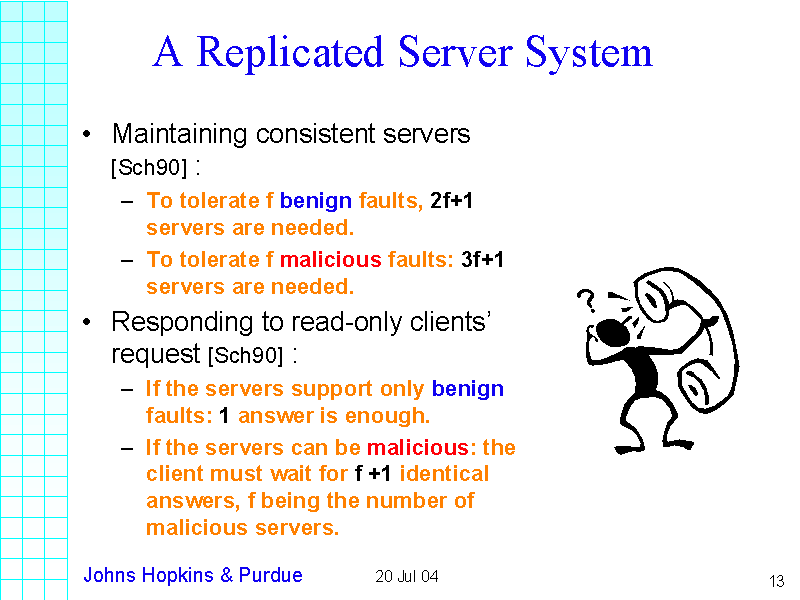 A Replicated Server System
• Maintaining consistent servers
[Sch90] :
– To tolerate f benign faults, 2f+1
servers are needed.
– To tolerate f malicious faults: 3f+1
servers are needed.
• Responding to read-only clients’
request [Sch90] :
– If the servers support only benign
faults: 1 answer is enough.
– If the servers can be malicious: the
client must wait for f +1 identical
answers, f being the number of
malicious servers.
?
Johns Hopkins & Purdue 20 Jul 04 13